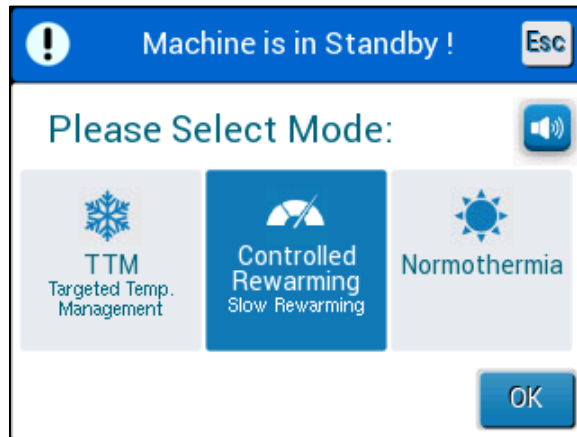 Machine is in Standby !
Esc
Please Select Mode:
TTM
Targeted Temp.
Management
Controlled
Rewarming
Slow Rewarming
Normothermia
OK